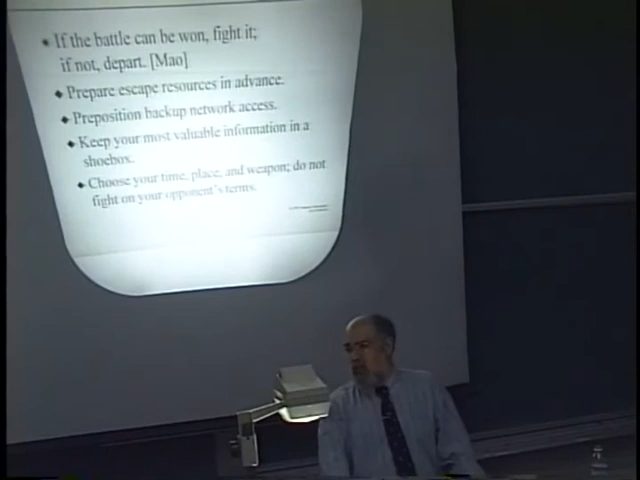 If the battle can be won, fight it;
if not, depart. [Mao]
Prepare escape resources in advance.
Preposition backup network access.
Keep your most valuable information in a
shoebox.
Choose your time, place, and weapon; do not
fight on your opponent's terms.